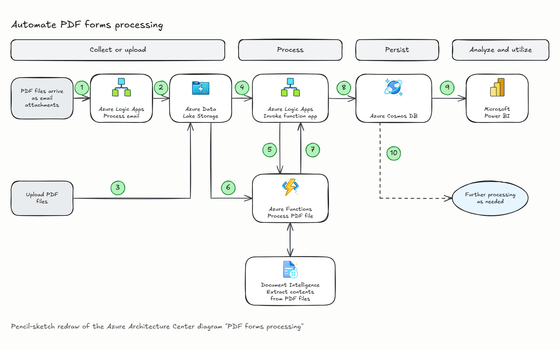 Automate PDF forms processing
Collect or upload
Process
Persist
Analyze and utilize
PDF files arrive
as email
attachments
1
Azure Logic Apps
Process email
2
Azure Data
Lake Storage
4
Azure Logic Apps
Invoke function app
8
Azure Cosmos DB
9
Microsoft
Power BI
5
7
10
Upload PDF
files
3
6
Azure Functions
Process PDF file
Further processing
as needed
Document Intelligence
Extract contents
from PDF files
Pencil-sketch redraw of the Azure Architecture Center diagram "PDF forms processing"